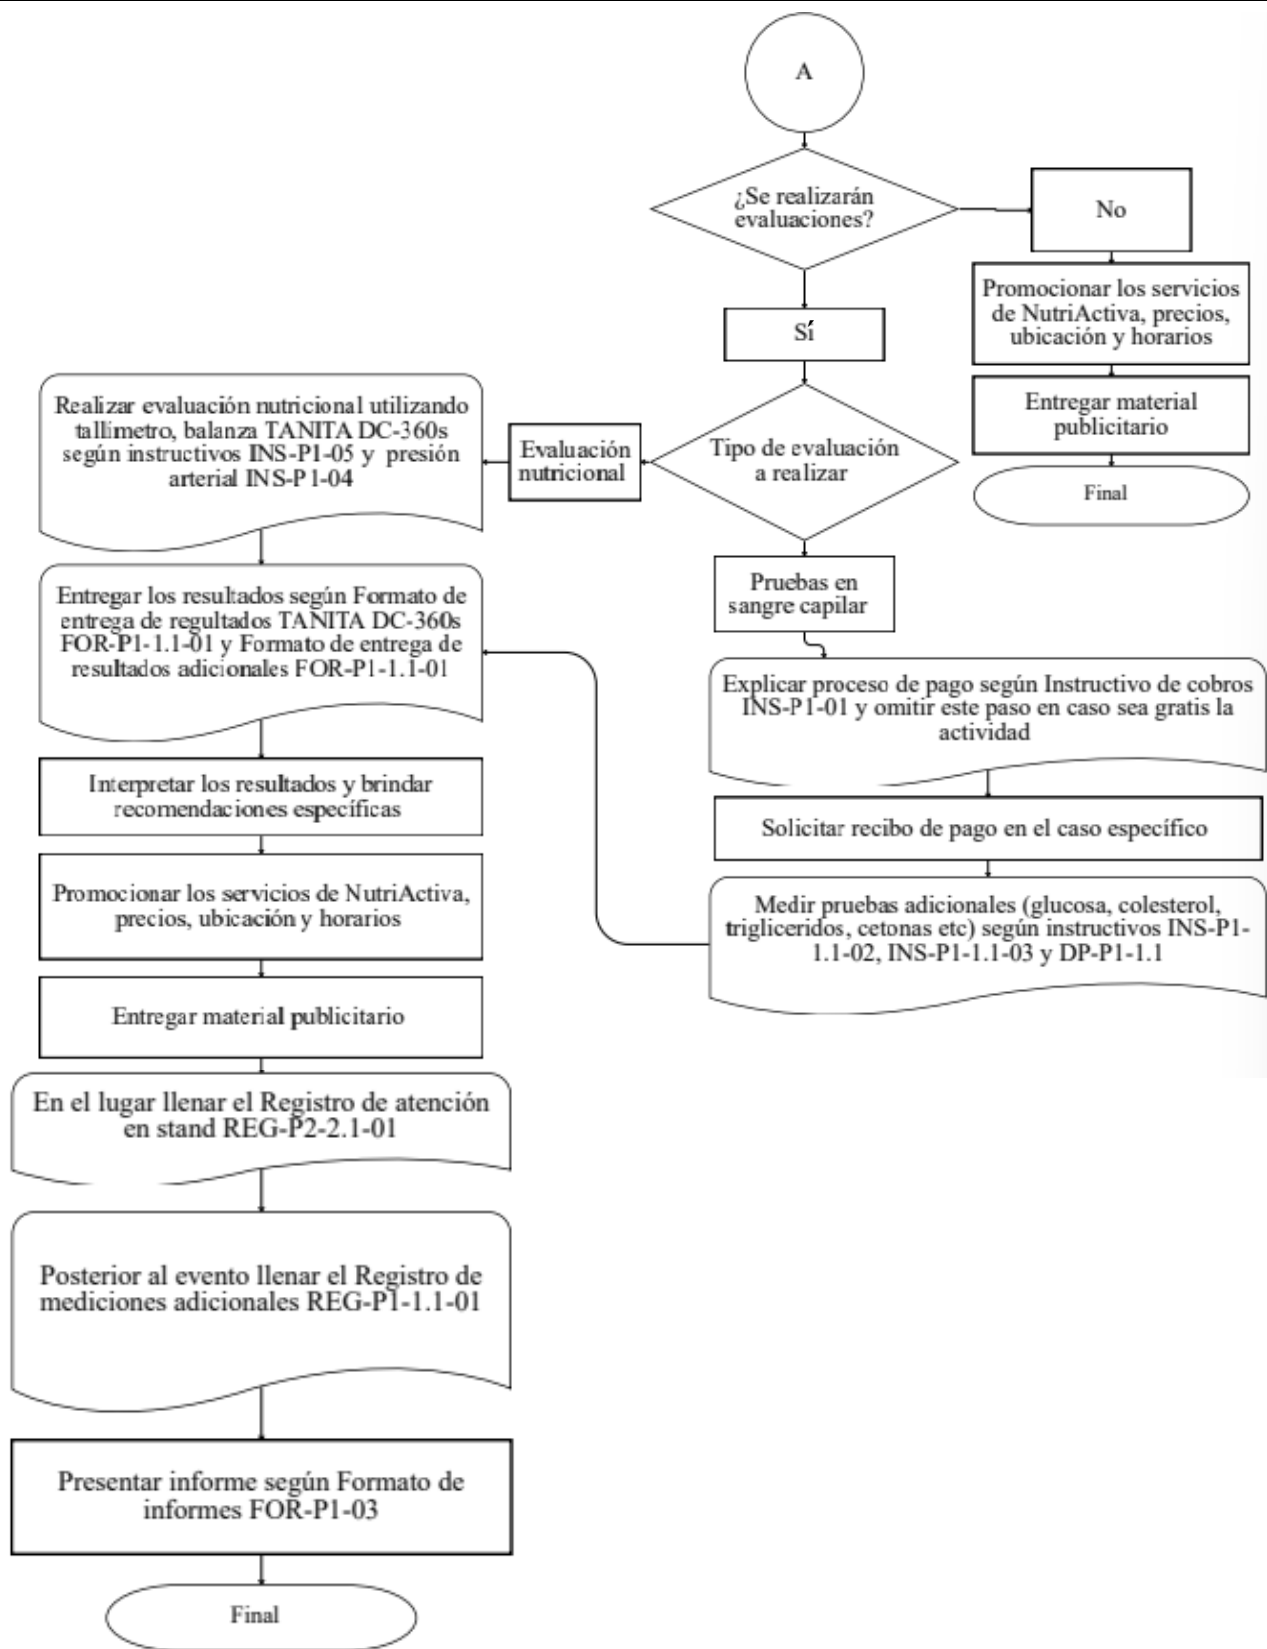 A
¿Se realizarán
evaluaciones?
No
Promocionar los servicios
de NutriActiva, precios,
ubicación y horarios
Entregar material
publicitario
Final
Sí
Tipo de evaluación
a realizar
Evaluación
nutricional
Realizar evaluación nutricional utilizando
tallimetro, balanza TANITA DC-360s
según instructivos INS-P1-05 y presión
arterial INS-P1-04
Pruebas en
sangre capilar
Explicar proceso de pago según Instructivo de cobros
INS-P1-01 y omitir este paso en caso sea gratis la
actividad
Solicitar recibo de pago en el caso específico
Medir pruebas adicionales (glucosa, colesterol,
trigliceridos, cetonas etc) según instructivos INS-P1-
1.1-02, INS-P1-1.1-03 y DP-P1-1.1
Entregar los resultados según Formato de
entrega de regultados TANITA DC-360s
FOR-P1-1.1-01 y Formato de entrega de
resultados adicionales FOR-P1-1.1-01
Interpretar los resultados y brindar
recomendaciones específicas
Promocionar los servicios de NutriActiva,
precios, ubicación y horarios
Entregar material publicitario
En el lugar llenar el Registro de atención
en stand REG-P2-2.1-01
Posterior al evento llenar el Registro de
mediciones adicionales REG-P1-1.1-01
Presentar informe según Formato de
informes FOR-P1-03
Final